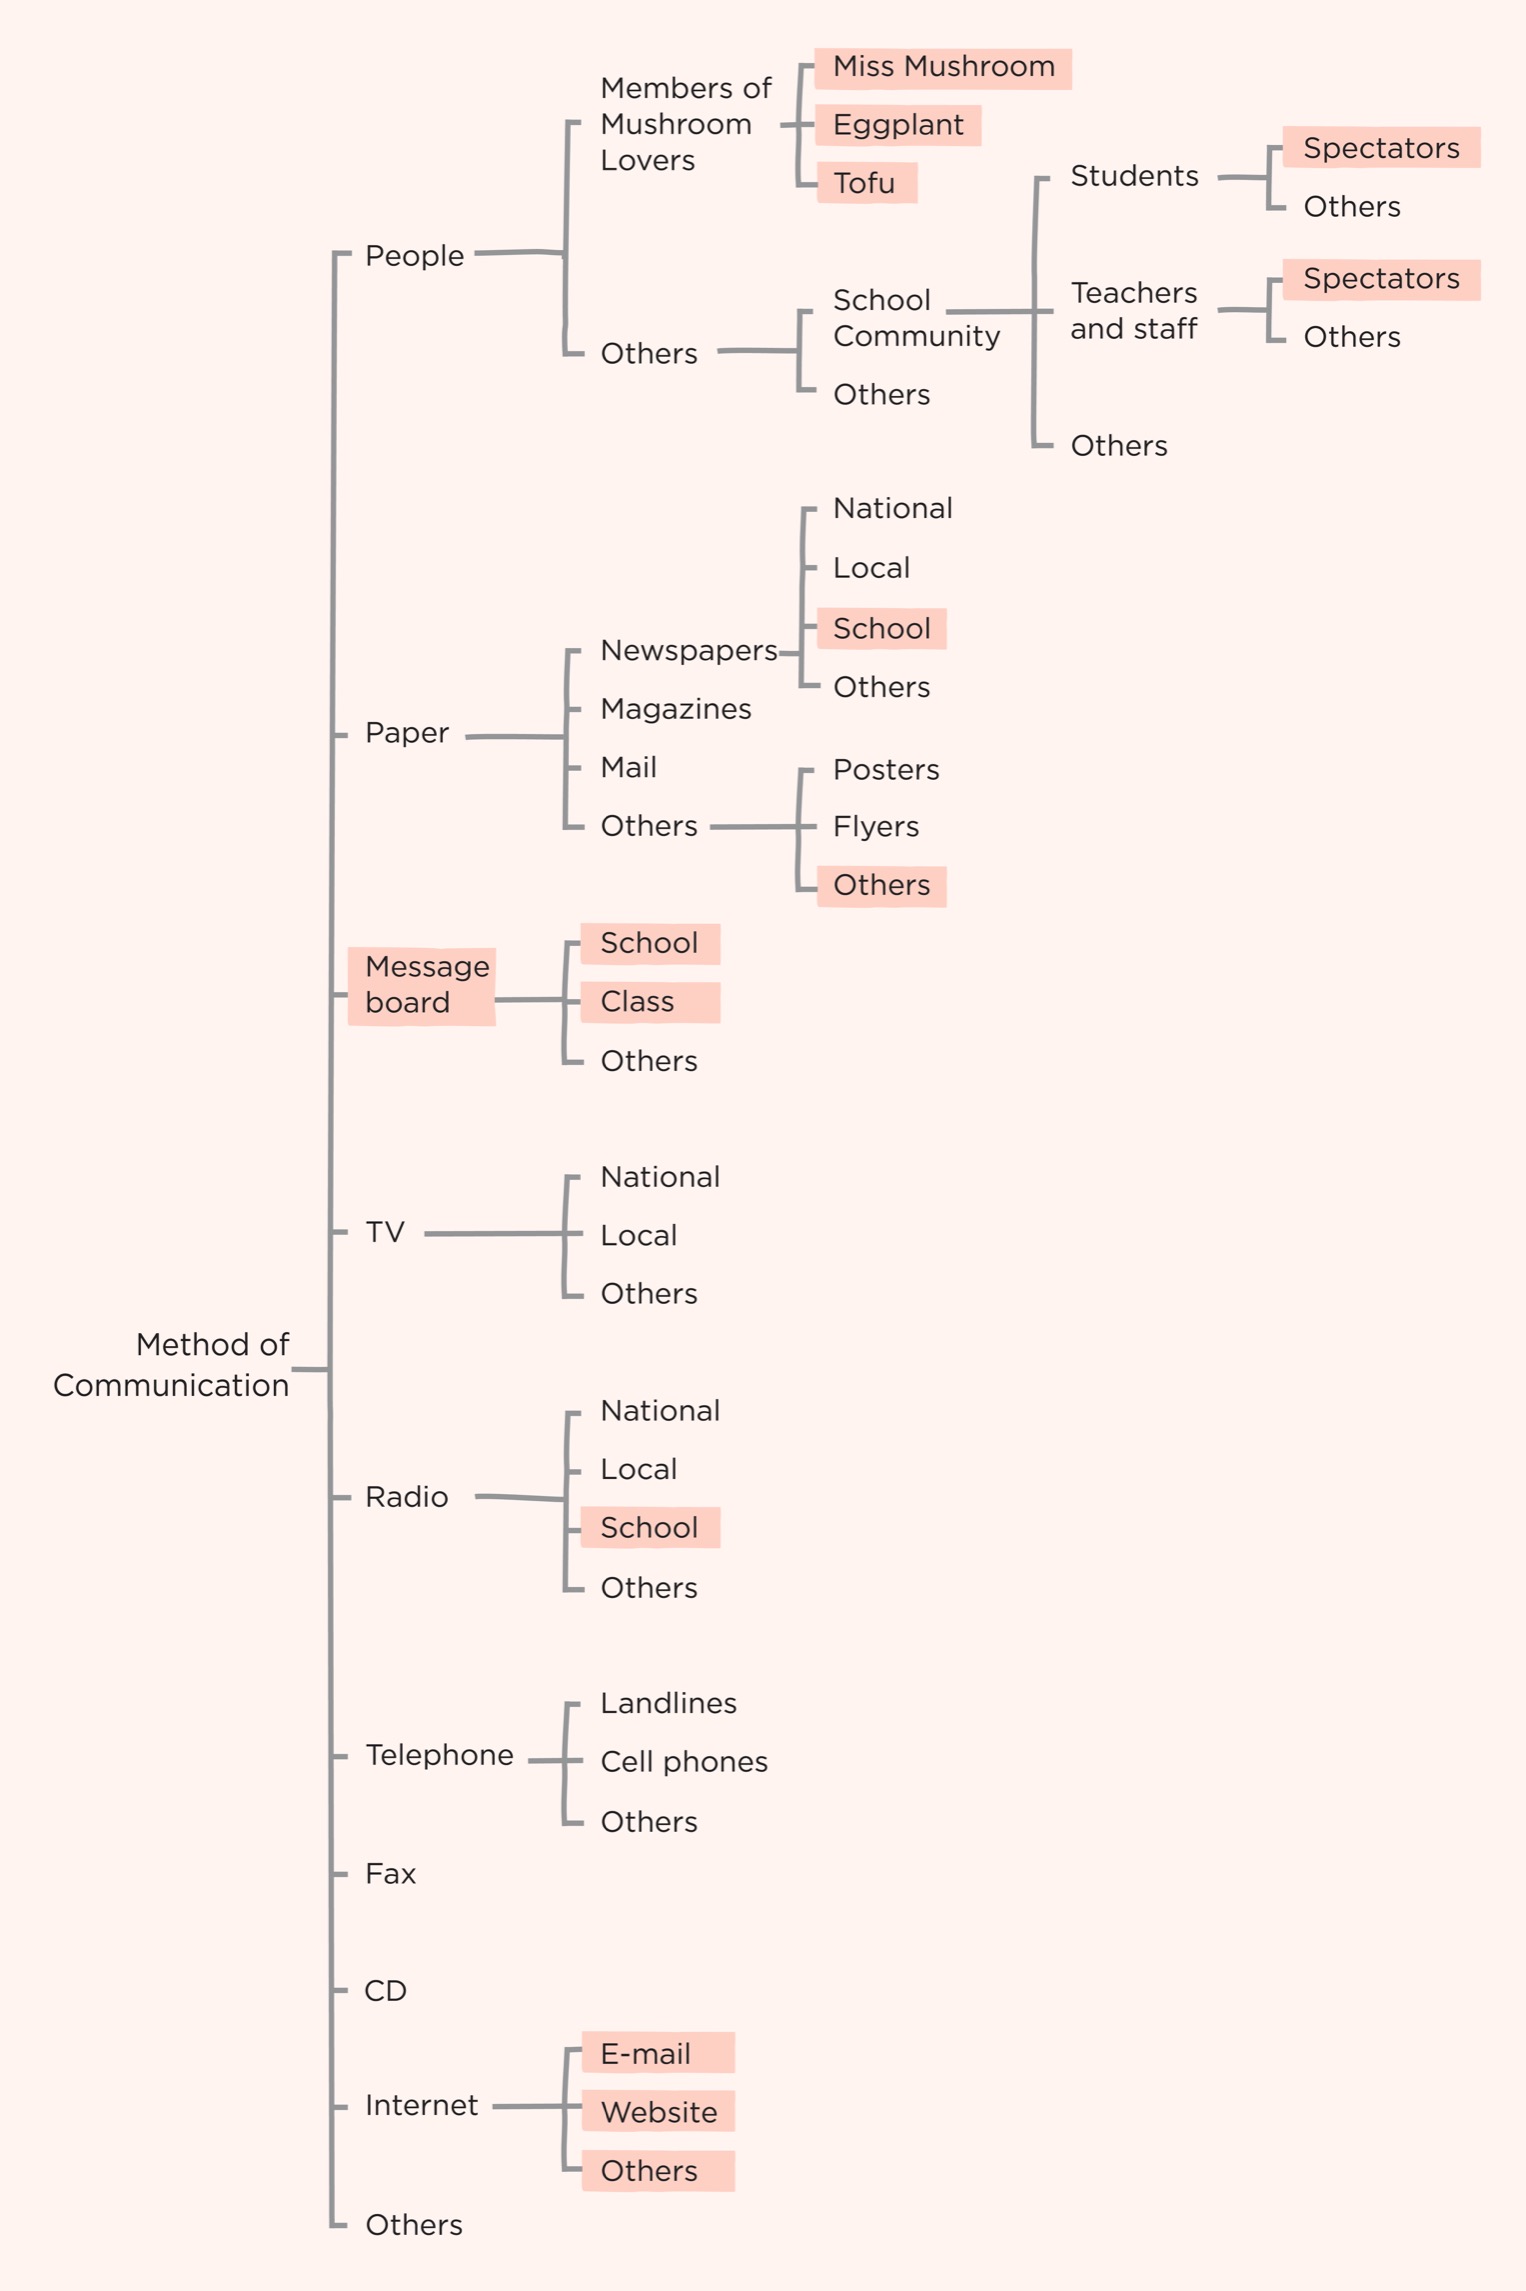 Members of
Mushroom
Lovers
Miss Mushroom
Eggplant
Tofu
Students
Spectators
Others
People
School
Community
Teachers
and staff
Spectators
Others
Others
Others
Others
National
Local
School
Others
Newspapers
Magazines
Paper
Mail
Others
Posters
Flyers
Others
Message
board
School
Class
Others
TV
National
Local
Others
Method of
Communication
Radio
National
Local
School
Others
Telephone
Landlines
Cell phones
Others
Fax
CD
Internet
E-mail
Website
Others
Others